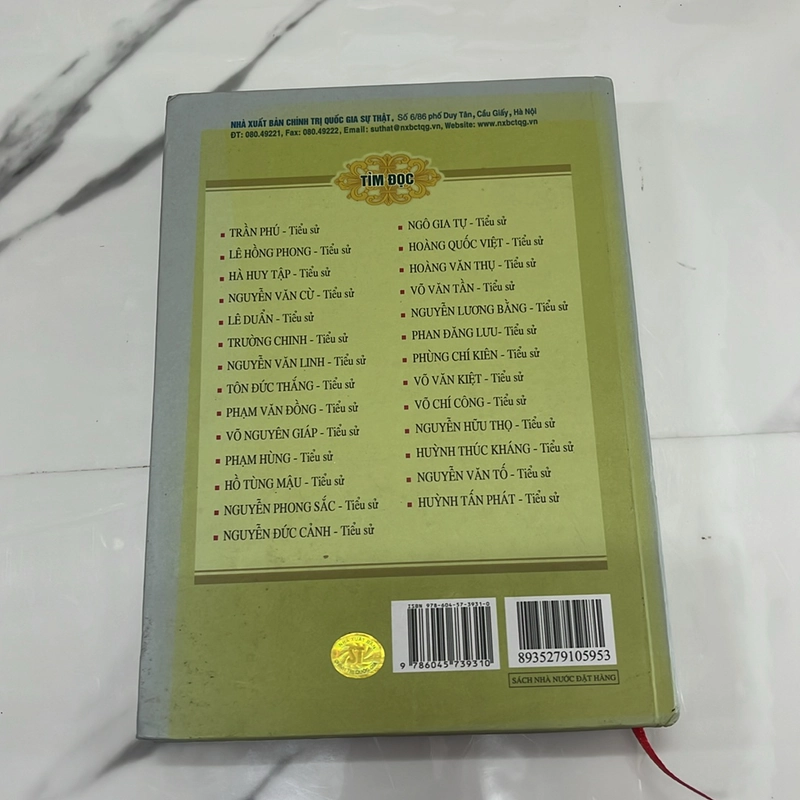 NHÀ XUẤT BẢN CHÍNH TRỊ QUỐC GIA SỰ THẬT, Số 6/86 phố Duy Tân, Cầu Giấy, Hà Nội
ĐT: 080.49221, Fax: 080.49222, Email: suthat@nxbctqg.vn, Website: www.nxbctqg.vn
TÌM ĐỌC
TRẦN PHÚ - Tiểu sử
LÊ HỒNG PHONG - Tiểu sử
HÀ HUY TẬP - Tiểu sử
NGUYỄN VĂN CỪ - Tiểu sử
LÊ DUẨN - Tiểu sử
TRƯỜNG CHINH - Tiểu sử
NGUYỄN VĂN LINH - Tiểu sử
TÔN ĐỨC THẮNG - Tiểu sử
PHẠM VĂN ĐỒNG - Tiểu sử
VÕ NGUYÊN GIÁP - Tiểu sử
PHẠM HÙNG - Tiểu sử
HỒ TÙNG MẬU - Tiểu sử
NGUYỄN PHONG SẮC - Tiểu sử
NGUYỄN ĐỨC CẢNH - Tiểu sử
NGÔ GIA TỰ - Tiểu sử
HOÀNG QUỐC VIỆT - Tiểu sử
HOÀNG VĂN THỤ - Tiểu sử
VÕ VĂN TẦN - Tiểu sử
NGUYỄN LƯƠNG BẰNG - Tiểu sử
PHAN ĐĂNG LƯU- Tiểu sử
PHÙNG CHÍ KIÊN - Tiểu sử
VÕ VĂN KIỆT - Tiểu sử
VÕ CHÍ CÔNG - Tiểu sử
NGUYỄN HỮU THỌ - Tiểu sử
HUỲNH THÚC KHÁNG - Tiểu sử
NGUYỄN VĂN TỐ - Tiểu sử
HUỲNH TẤN PHÁT - Tiểu sử
ISBN 978-604-57-3931-0
9 786045 739310
8935279105953
SÁCH NHÀ NƯỚC ĐẶT HÀNG
ST